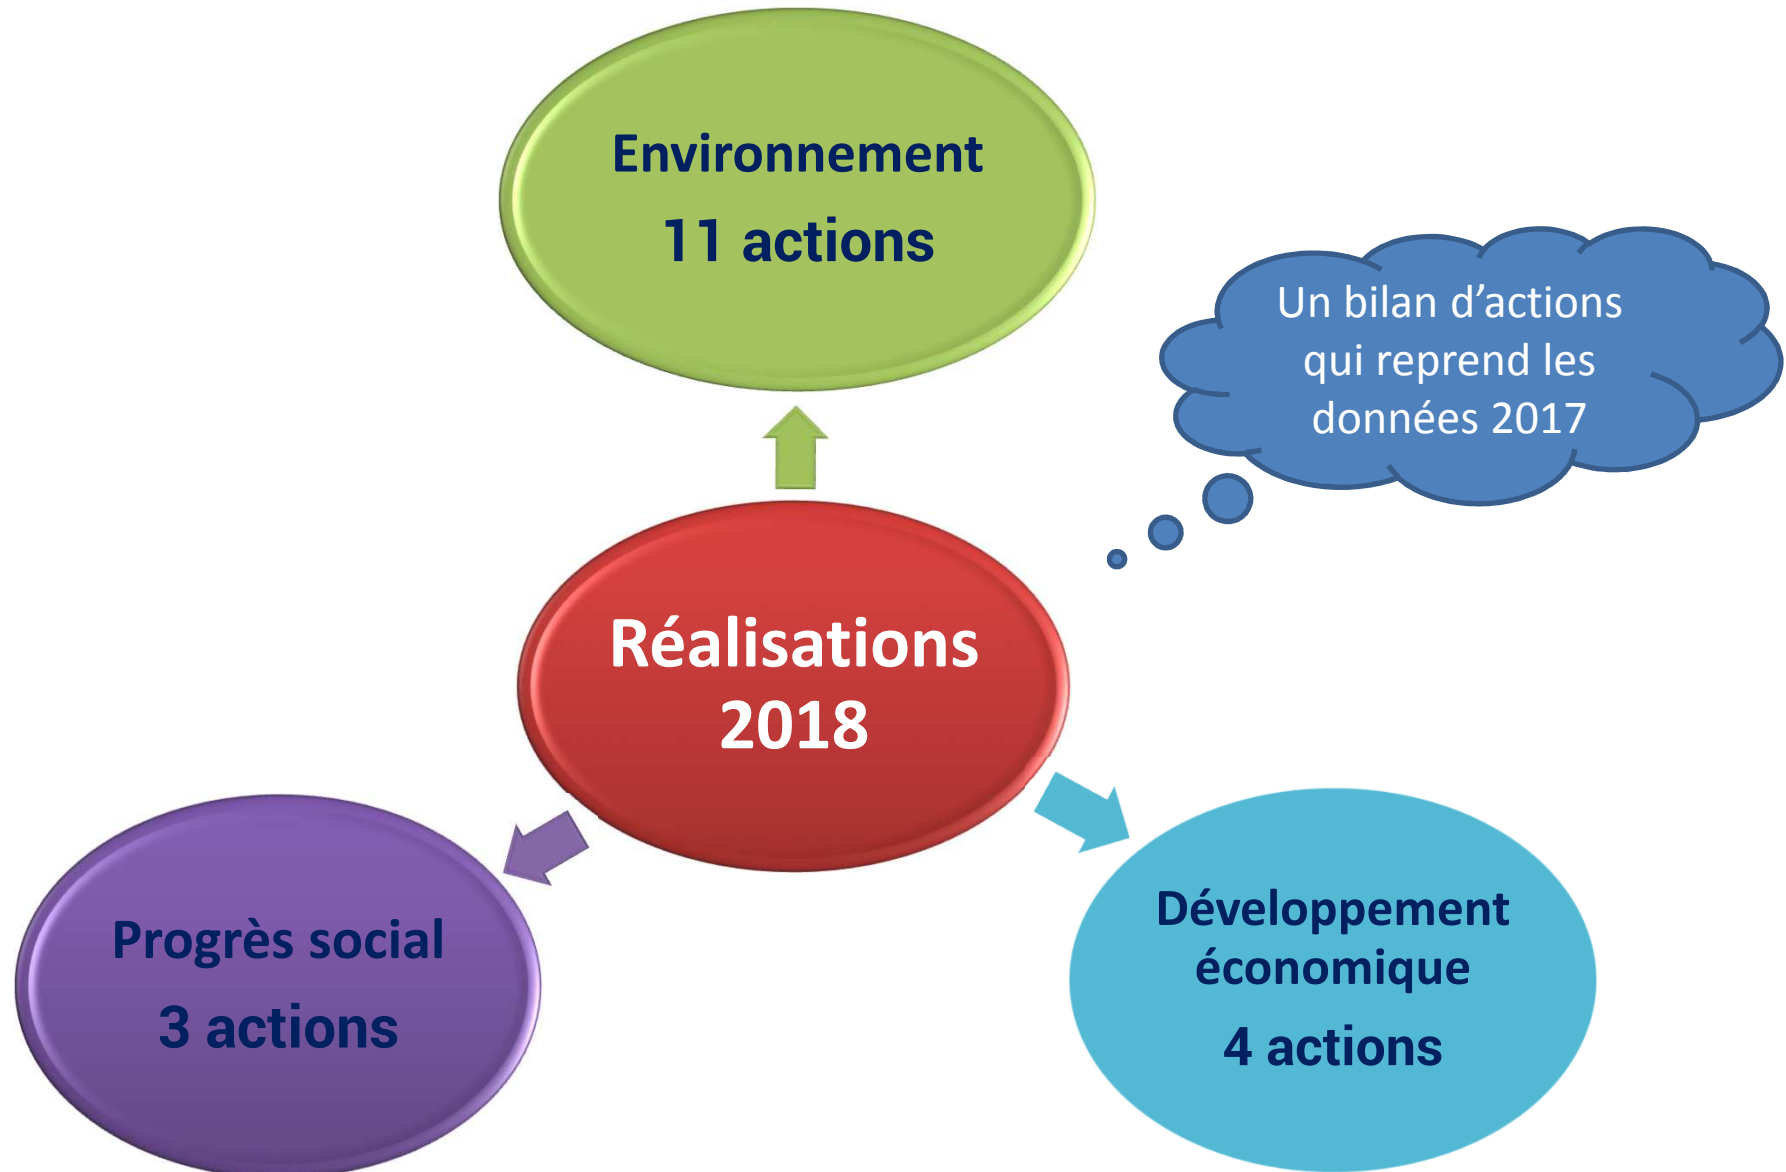 Environnement
11 actions
Un bilan d’actions
qui reprend les
données 2017
Réalisations
2018
Progrès social
3 actions
Développement
économique
4 actions